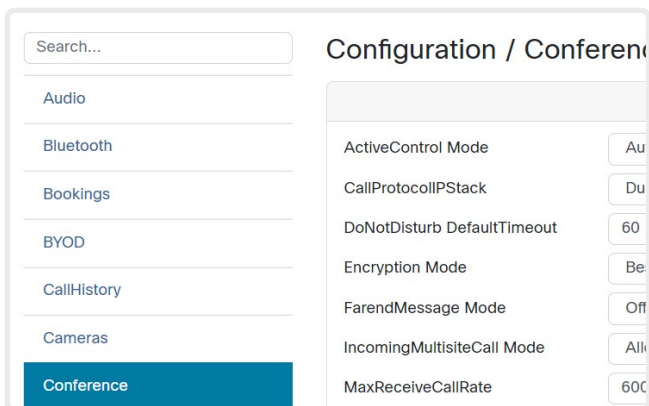 Search...
Audio
Bluetooth
Bookings
BYOD
CallHistory
Cameras
Conference
Configuration / Conferenc
ActiveControl Mode Au
CallProtocolIPStack Du
DoNotDisturb DefaultTimeout 60
Encryption Mode Be
FarendMessage Mode Off
IncomingMultisiteCall Mode All
MaxReceiveCallRate 600